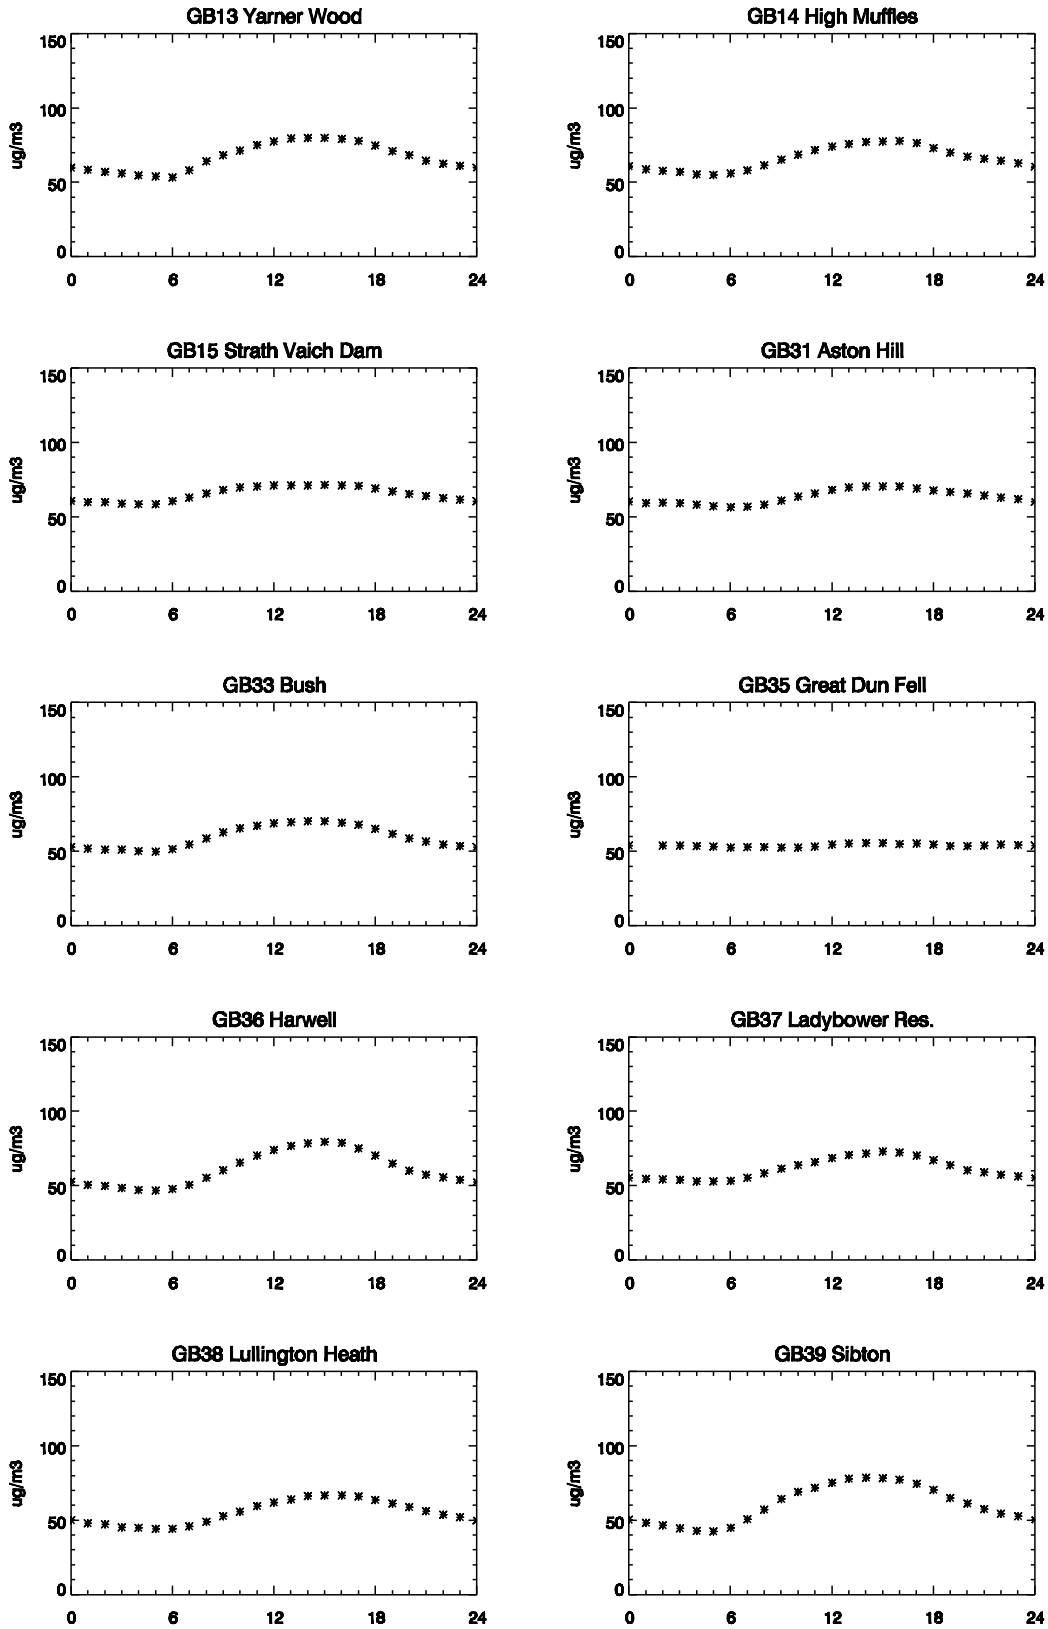 GB13 Yarner Wood
150
100
50
0
ug/m3
0 6 12 18 24
GB14 High Muffles
150
100
50
0
ug/m3
0 6 12 18 24
GB15 Strath Vaich Dam
150
100
50
0
ug/m3
0 6 12 18 24
GB31 Aston Hill
150
100
50
0
ug/m3
0 6 12 18 24
GB33 Bush
150
100
50
0
ug/m3
0 6 12 18 24
GB35 Great Dun Fell
150
100
50
0
ug/m3
0 6 12 18 24
GB36 Harwell
150
100
50
0
ug/m3
0 6 12 18 24
GB37 Ladybower Res.
150
100
50
0
ug/m3
0 6 12 18 24
GB38 Lullington Heath
150
100
50
0
ug/m3
0 6 12 18 24
GB39 Sibton
150
100
50
0
ug/m3
0 6 12 18 24